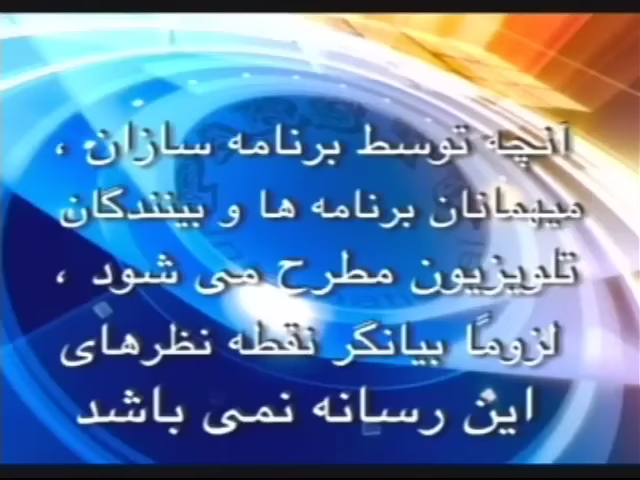 آنچه توسط برنامه سازان ،
میهمانان برنامه ها و بینندگان
تلویزیون مطرح می شود ،
لزوماً بیانگر نقطه نظرهای
این رسانه نمی باشد